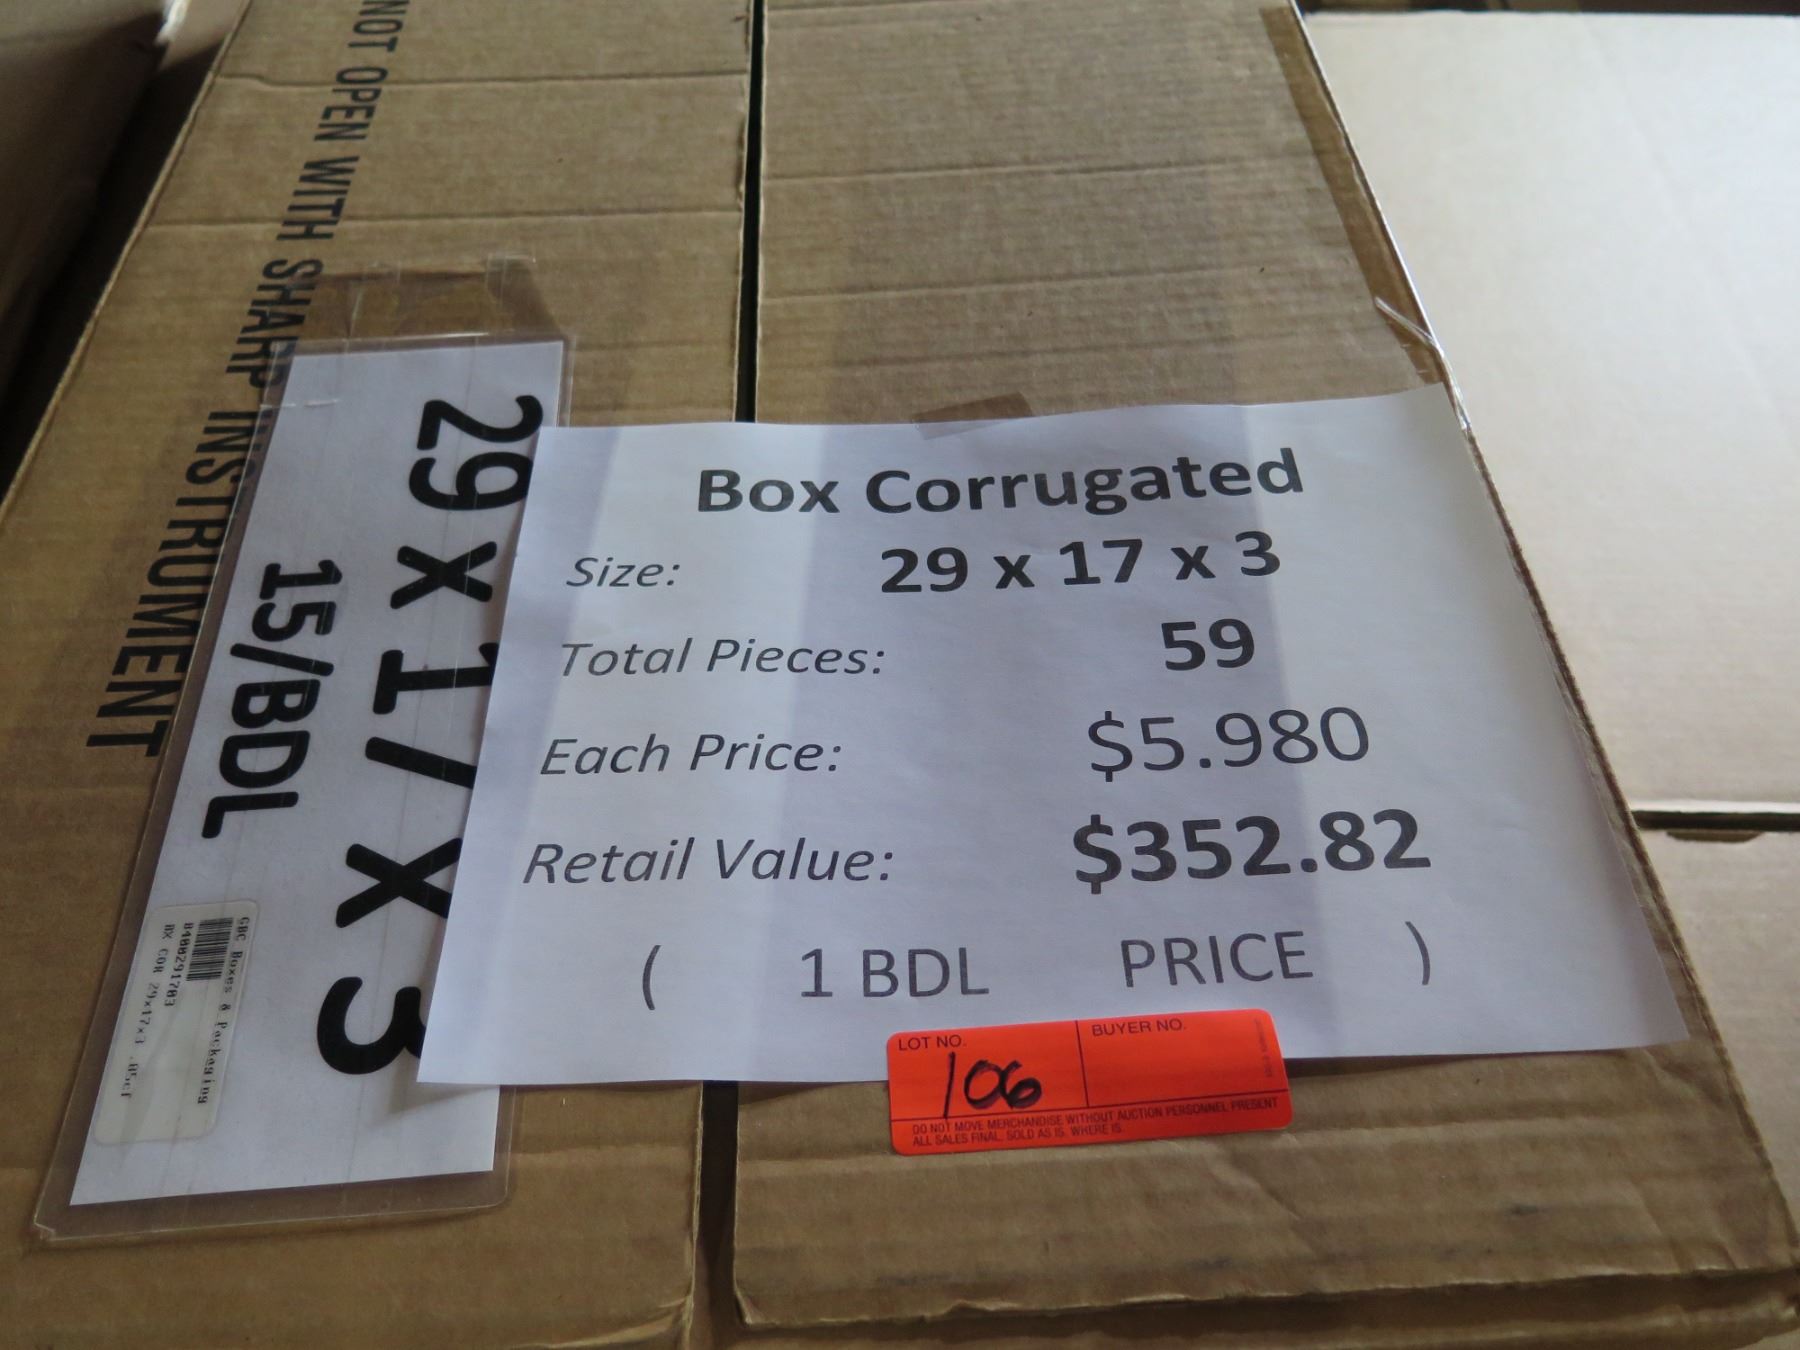 NOT OPEN WITH SHARP INSTRUMENT
29 x 17 x 3
15/BDL
GBC Boxes & Packaging
8400291703
BX COR 29x17x3 .85cf
Box Corrugated
Size: 29 x 17 x 3
Total Pieces: 59
Each Price: $5.980
Retail Value: $352.82
( 1 BDL PRICE )
LOT NO.
106
BUYER NO.
DO NOT MOVE MERCHANDISE WITHOUT AUCTION PERSONNEL PRESENT
ALL SALES FINAL. SOLD AS IS. WHERE IS.